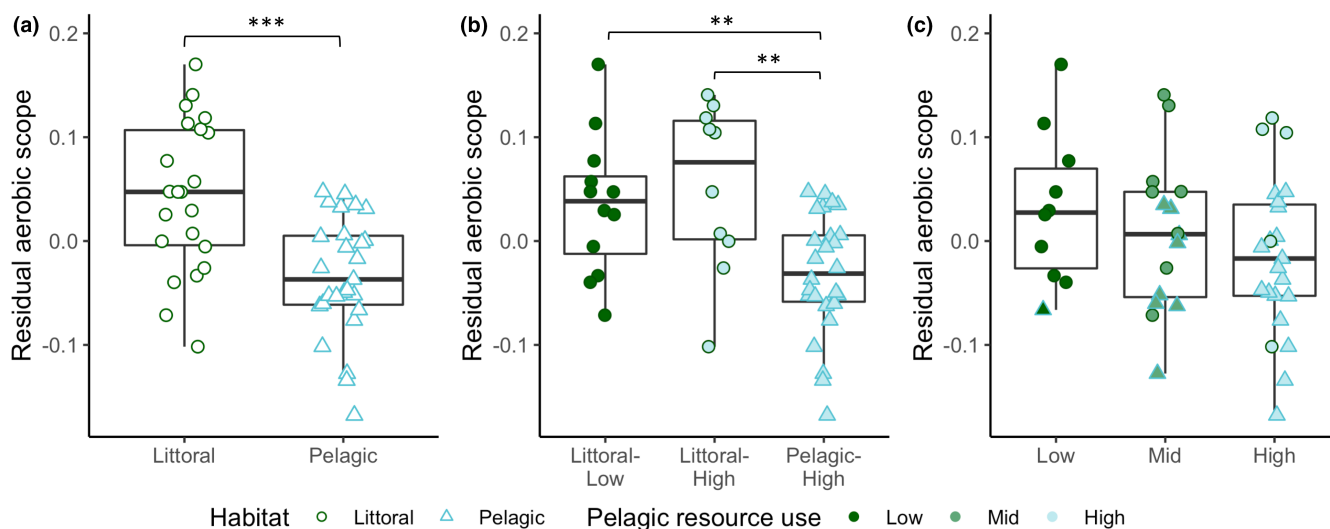 (a)
***
Residual aerobic scope
0.2
0.1
0.0
-0.1
Littoral
Pelagic
(b)
**
**
Residual aerobic scope
0.2
0.1
0.0
-0.1
Littoral-
Low
Littoral-
High
Pelagic-
High
(c)
Residual aerobic scope
0.2
0.1
0.0
-0.1
Low
Mid
High
Habitat Littoral Pelagic Pelagic resource use Low Mid High